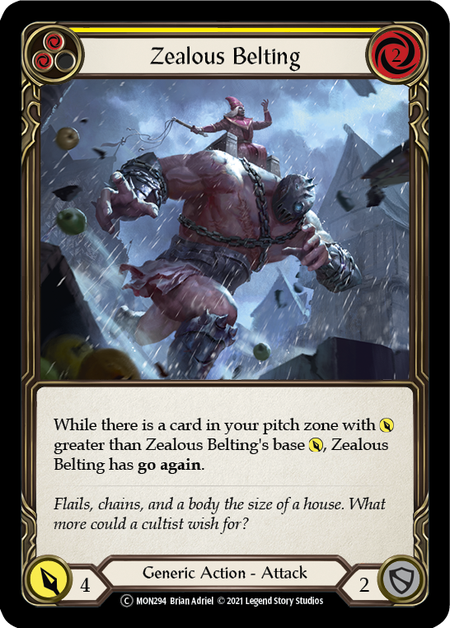 Zealous Belting
2
While there is a card in your pitch zone with
greater than Zealous Belting's base , Zealous
Belting has go again.
Flails, chains, and a body the size of a house. What
more could a cultist wish for?
4
Generic Action - Attack
2
C MON294 Brian Adriel © 2021 Legend Story Studios